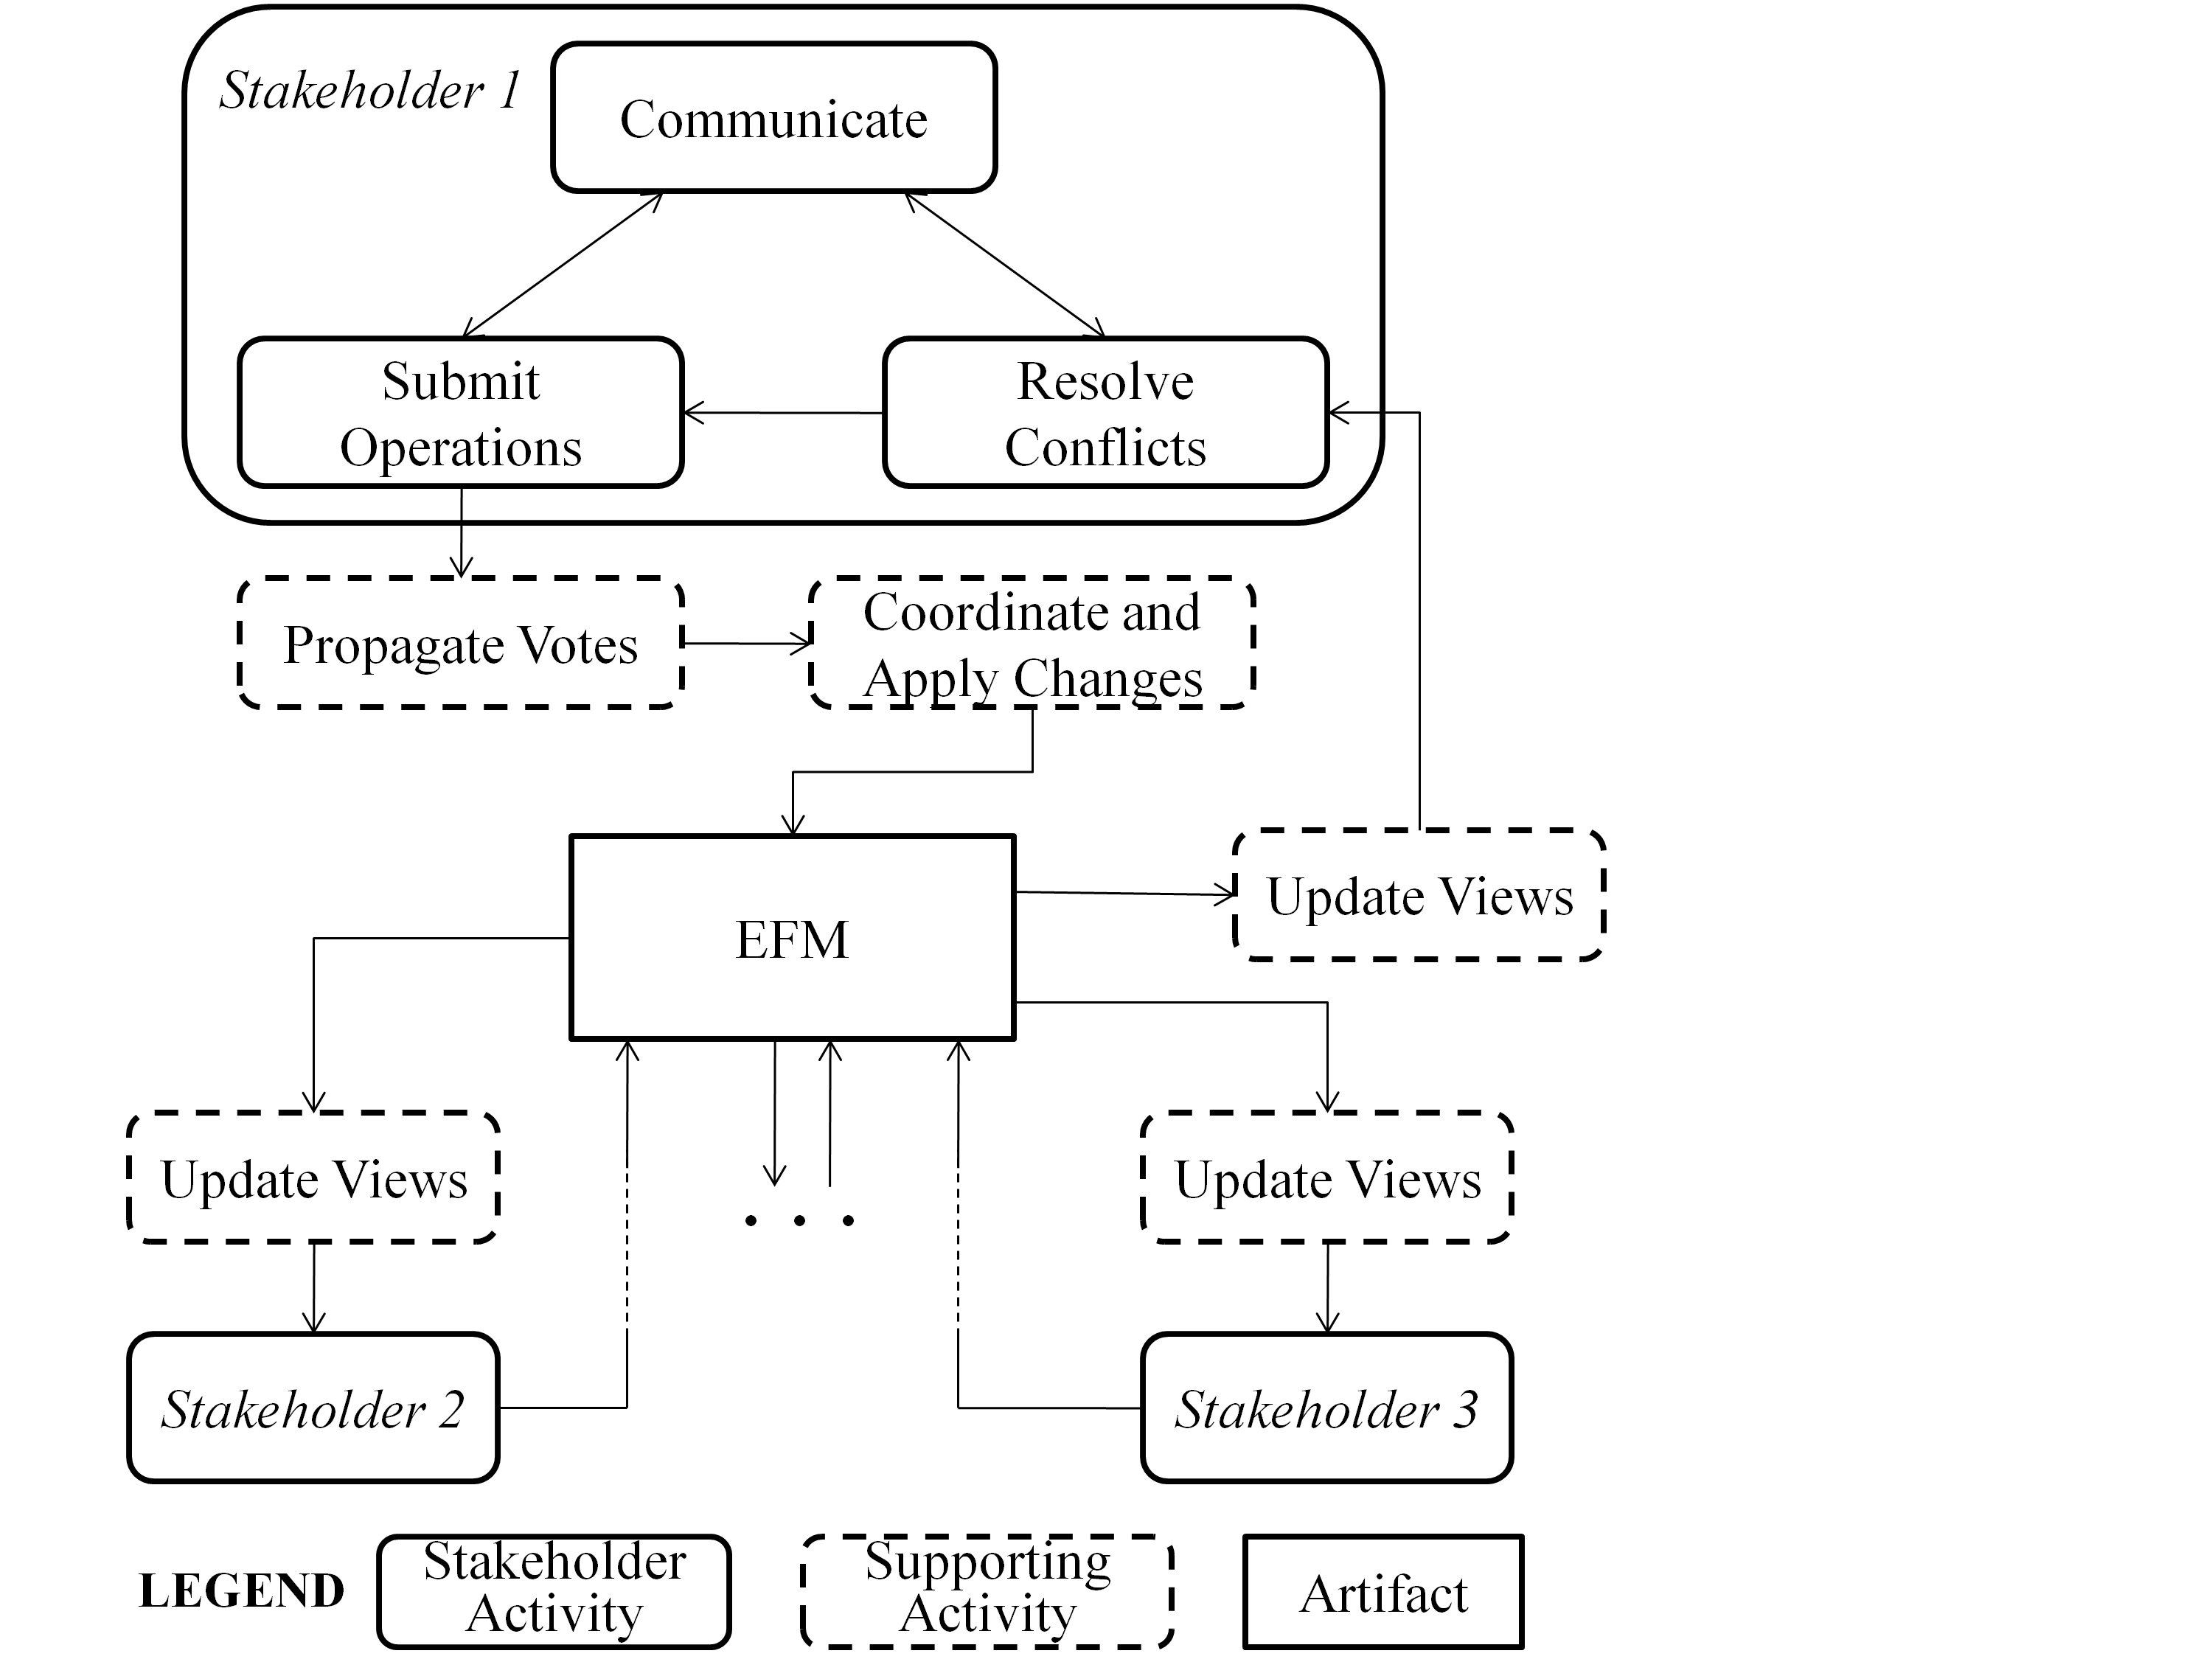 Stakeholder 1
Communicate
Submit
Operations
Resolve
Conflicts
Propagate Votes
Coordinate and
Apply Changes
EFM
Update Views
Update Views
Update Views
. . .
Stakeholder 2
Stakeholder 3
LEGEND
Stakeholder
Activity
Supporting
Activity
Artifact